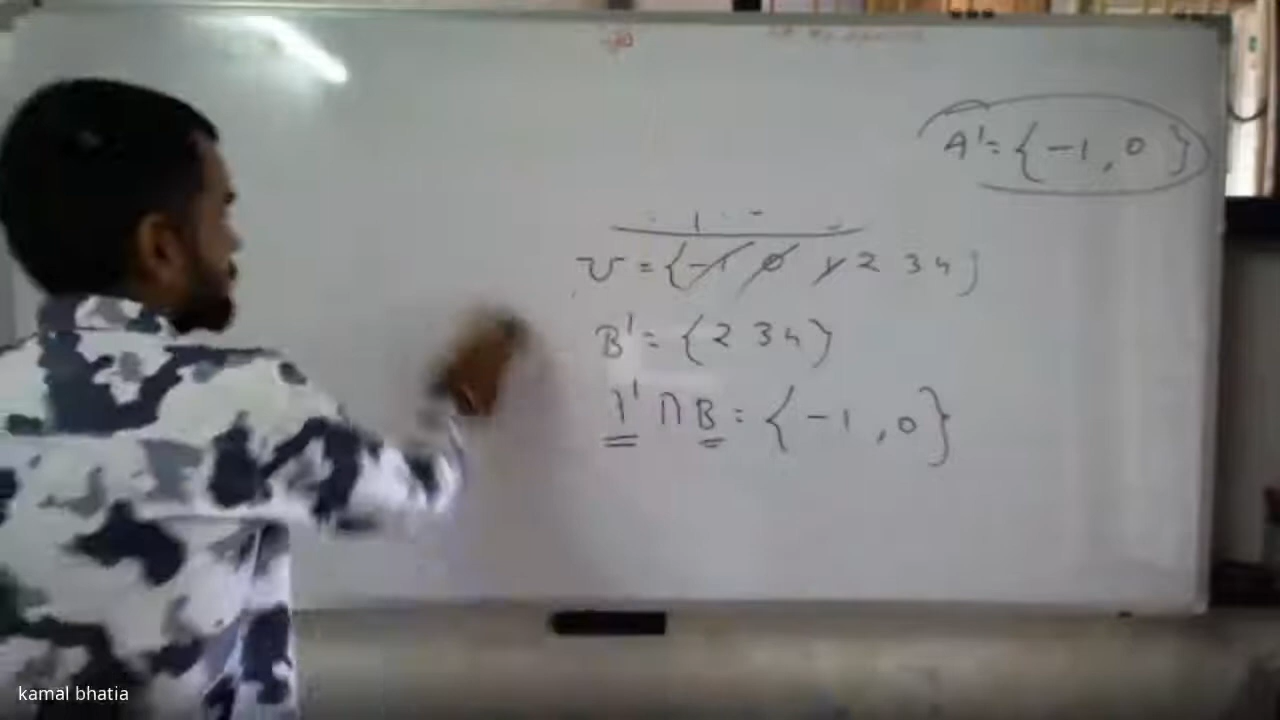 A' = { -1 , 0 }
U = { -1 0 1 2 3 4 }
B' = { 2 3 4 }
A' ∩ B = { -1 , 0 }
kamal bhatia